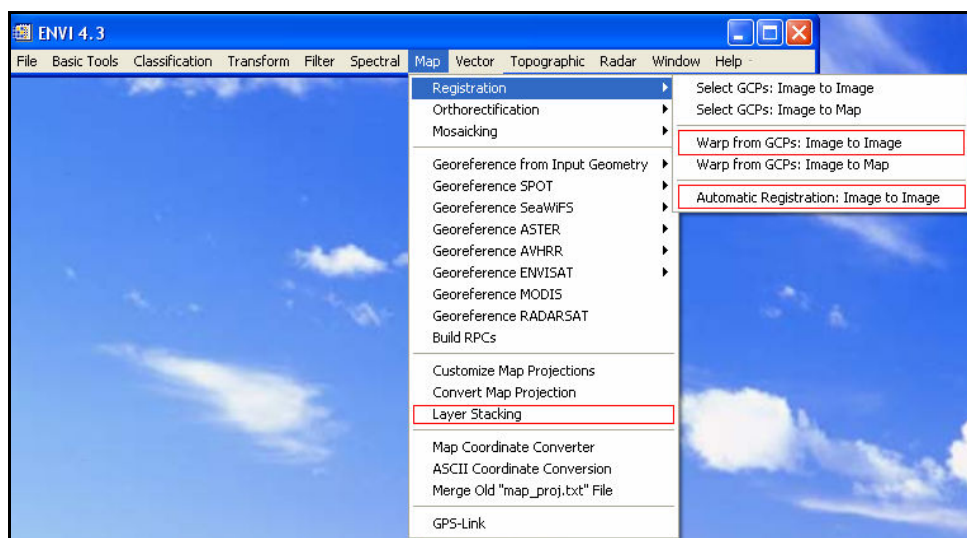 ENVI 4.3
File Basic Tools Classification Transform Filter Spectral Map Vector Topographic Radar Window Help
Registration
Orthorectification
Mosaicking
Georeference from Input Geometry
Georeference SPOT
Georeference SeaWiFS
Georeference ASTER
Georeference AVHRR
Georeference ENVISAT
Georeference MODIS
Georeference RADARSAT
Build RPCs
Customize Map Projections
Convert Map Projection
Layer Stacking
Map Coordinate Converter
ASCII Coordinate Conversion
Merge Old "map_proj.txt" File
GPS-Link
Select GCPs: Image to Image
Select GCPs: Image to Map
Warp from GCPs: Image to Image
Warp from GCPs: Image to Map
Automatic Registration: Image to Image